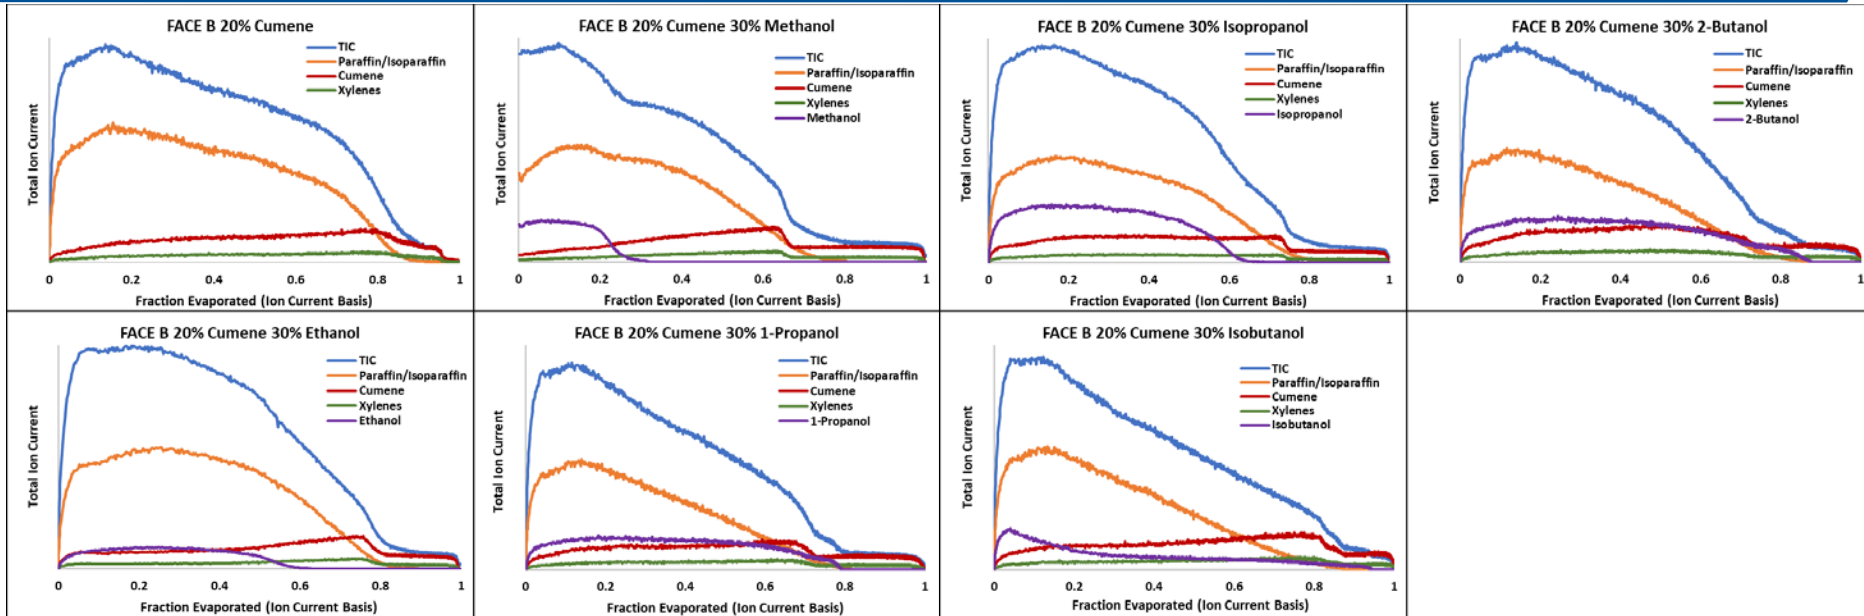 FACE B 20% Cumene
TIC
Paraffin/Isoparaffin
Cumene
Xylenes
Total Ion Current
0
0.2
0.4
0.6
0.8
1
Fraction Evaporated (Ion Current Basis)
FACE B 20% Cumene 30% Methanol
TIC
Paraffin/Isoparaffin
Cumene
Xylenes
Methanol
Total Ion Current
0
0.2
0.4
0.6
0.8
1
Fraction Evaporated (Ion Current Basis)
FACE B 20% Cumene 30% Isopropanol
TIC
Paraffin/Isoparaffin
Cumene
Xylenes
Isopropanol
Total Ion Current
0
0.2
0.4
0.6
0.8
1
Fraction Evaporated (Ion Current Basis)
FACE B 20% Cumene 30% 2-Butanol
TIC
Paraffin/Isoparaffin
Cumene
Xylenes
2-Butanol
Total Ion Current
0
0.2
0.4
0.6
0.8
1
Fraction Evaporated (Ion Current Basis)
FACE B 20% Cumene 30% Ethanol
TIC
Paraffin/Isoparaffin
Cumene
Xylenes
Ethanol
Total Ion Current
0
0.2
0.4
0.6
0.8
1
Fraction Evaporated (Ion Current Basis)
FACE B 20% Cumene 30% 1-Propanol
TIC
Paraffin/Isoparaffin
Cumene
Xylenes
1-Propanol
Total Ion Current
0
0.2
0.4
0.6
0.8
1
Fraction Evaporated (Ion Current Basis)
FACE B 20% Cumene 30% Isobutanol
TIC
Paraffin/Isoparaffin
Cumene
Xylenes
Isobutanol
Total Ion Current
0
0.2
0.4
0.6
0.8
1
Fraction Evaporated (Ion Current Basis)